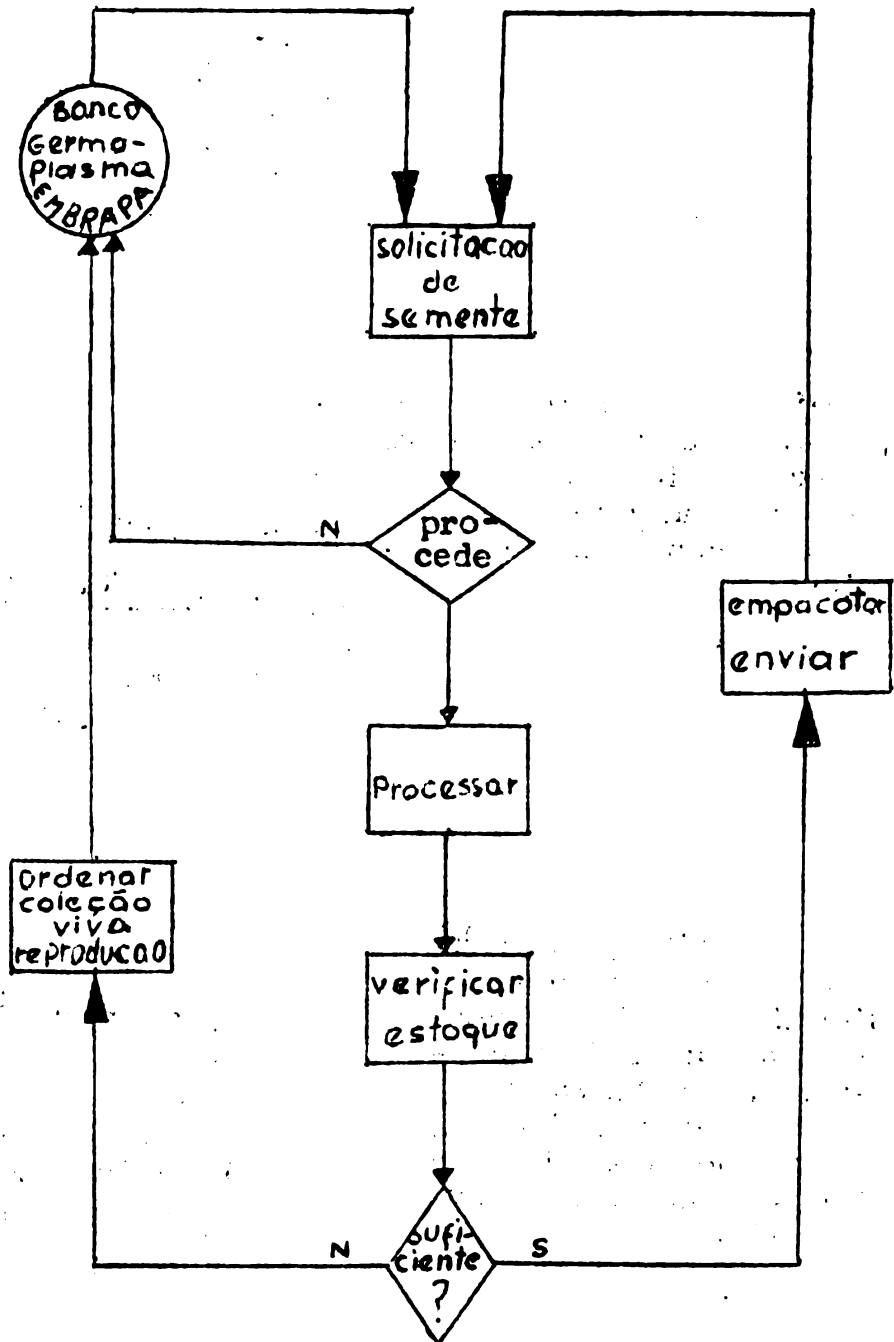 Banco
Germo-
Plasma
EMBRAPA
solicitacao
de
semente
N
pro-
cede
empacotar
enviar
Processar
ordenar
coleção
viva
reproducao
verificar
estoque
N
sufi-
ciente
?
S